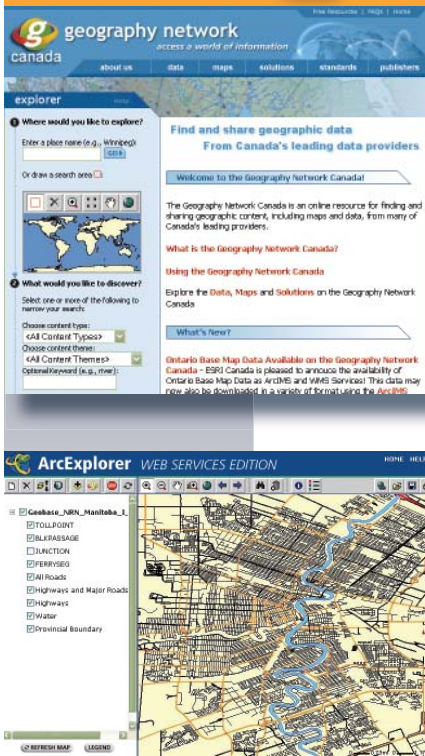 Free Resources | FAQs | Home
geography network
access a world of information
canada
about us data maps solutions standards publishers
explorer
Help
1 Where would you like to explore?
Enter a place name (e.g., Winnipeg):
GO
Or draw a search area
2 What would you like to discover?
Select one or more of the following to
narrow your search:
Choose content type:
<All Content Types>
Choose content theme:
<All Content Themes>
Optional Keyword (e.g., river):
Find and share geographic data
From Canada's leading data providers
Welcome to the Geography Network Canada!
The Geography Network Canada is an online resource for finding and
sharing geographic content, including maps and data, from many of
Canada's leading providers.
What is the Geography Network Canada?
Using the Geography Network Canada
Explore the Data, Maps and Solutions on the Geography Network
Canada
What's New?
Ontario Base Map Data Available on the Geography Network
Canada - ESRI Canada is pleased to annouce the availability of
Ontario Base Map Data as ArcIMS and WMS Services! This data may
now also be downloaded in a variety of format using the ArcIMS
ArcExplorer WEB SERVICES EDITION
HOME HELP
Geobase_NRN_Manitoba_1_
TOLLPOINT
BLKPASSAGE
JUNCTION
FERRYSEG
All Roads
Highways and Major Roads
Highways
Water
Provincial Boundary
REFRESH MAP LEGEND